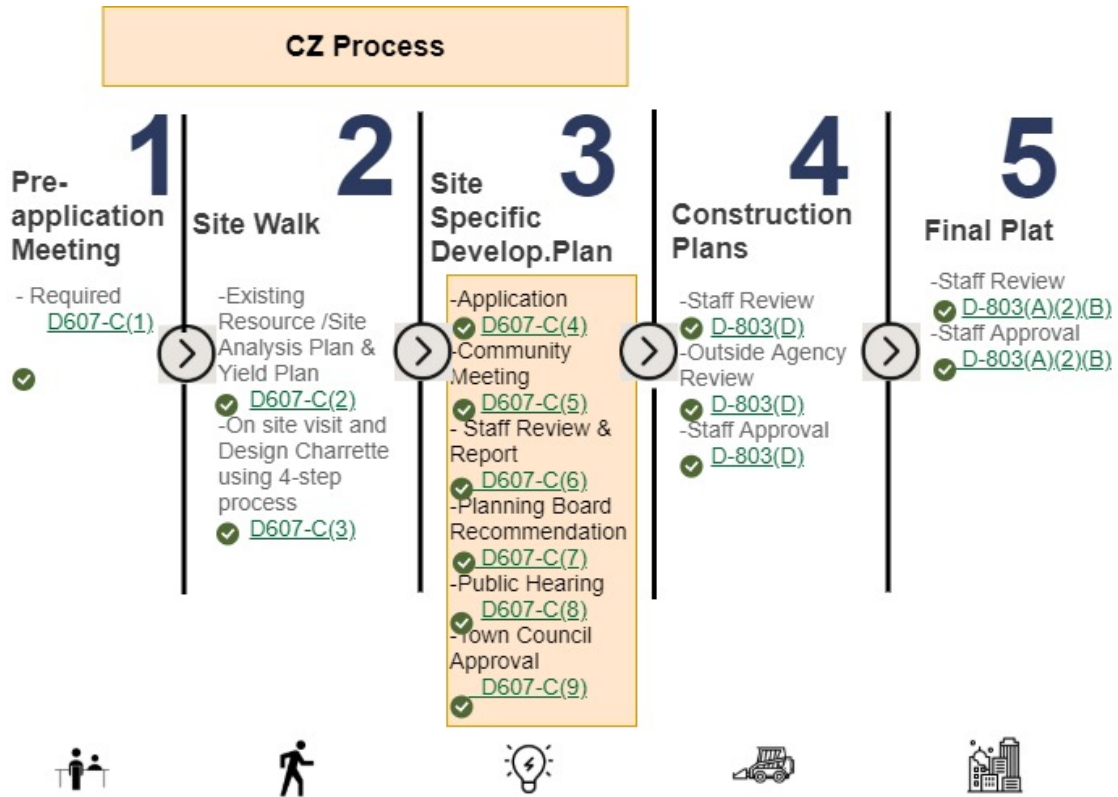 CZ Process
1
Pre-
application
Meeting
- Required
D607-C(1)
2
Site Walk
-Existing
Resource /Site
Analysis Plan &
Yield Plan
D607-C(2)
-On site visit and
Design Charrette
using 4-step
process
D607-C(3)
3
Site
Specific
Develop.Plan
-Application
D607-C(4)
-Community
Meeting
D607-C(5)
- Staff Review &
Report
D607-C(6)
-Planning Board
Recommendation
D607-C(7)
-Public Hearing
D607-C(8)
-Town Council
Approval
D607-C(9)
4
Construction
Plans
-Staff Review
D-803(D)
-Outside Agency
Review
D-803(D)
-Staff Approval
D-803(D)
5
Final Plat
-Staff Review
D-803(A)(2)(B)
-Staff Approval
D-803(A)(2)(B)